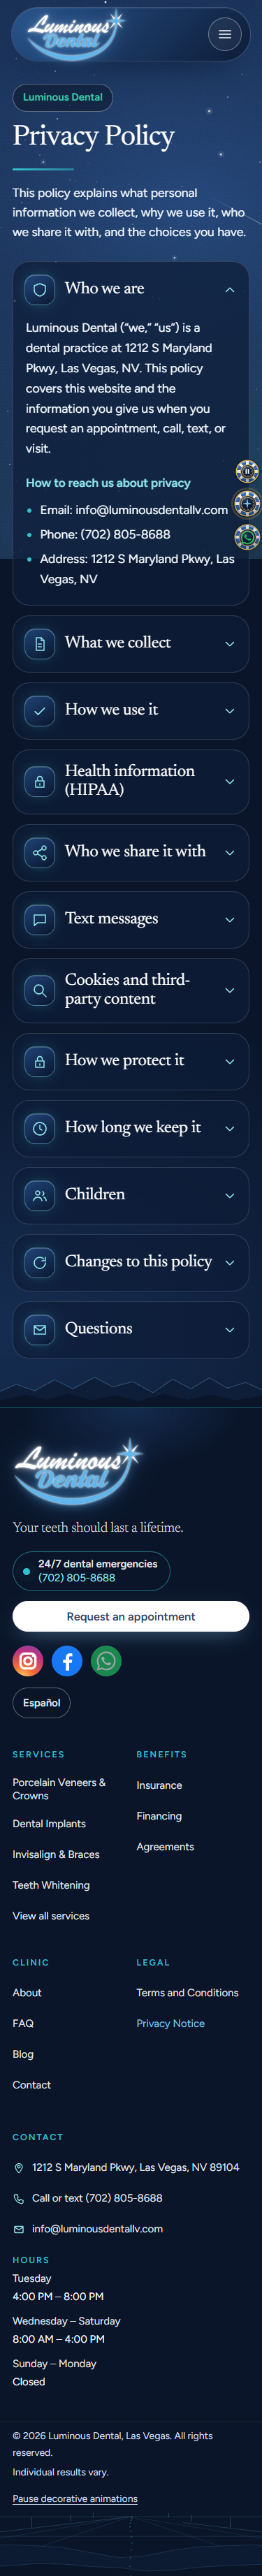 Luminous
Dental
Luminous Dental
Privacy Policy
This policy explains what personal
information we collect, why we use it, who
we share it with, and the choices you have.
Who we are
Luminous Dental (“we,” “us”) is a
dental practice at 1212 S Maryland
Pkwy, Las Vegas, NV. This policy
covers this website and the
information you give us when you
request an appointment, call, text, or
visit.
How to reach us about privacy
Email: info@luminousdentallv.com
Phone: (702) 805-8688
Address: 1212 S Maryland Pkwy, Las
Vegas, NV
What we collect
How we use it
Health information
(HIPAA)
Who we share it with
Text messages
Cookies and third-
party content
How we protect it
How long we keep it
Children
Changes to this policy
Questions
Luminous
Dental
Your teeth should last a lifetime.
24/7 dental emergencies
(702) 805-8688
Request an appointment
Español
SERVICES
Porcelain Veneers &
Crowns
Dental Implants
Invisalign & Braces
Teeth Whitening
View all services
BENEFITS
Insurance
Financing
Agreements
CLINIC
About
FAQ
Blog
Contact
LEGAL
Terms and Conditions
Privacy Notice
CONTACT
1212 S Maryland Pkwy, Las Vegas, NV 89104
Call or text (702) 805-8688
info@luminousdentallv.com
HOURS
Tuesday
4:00 PM – 8:00 PM
Wednesday – Saturday
8:00 AM – 4:00 PM
Sunday – Monday
Closed
© 2026 Luminous Dental, Las Vegas. All rights
reserved.
Individual results vary.
Pause decorative animations